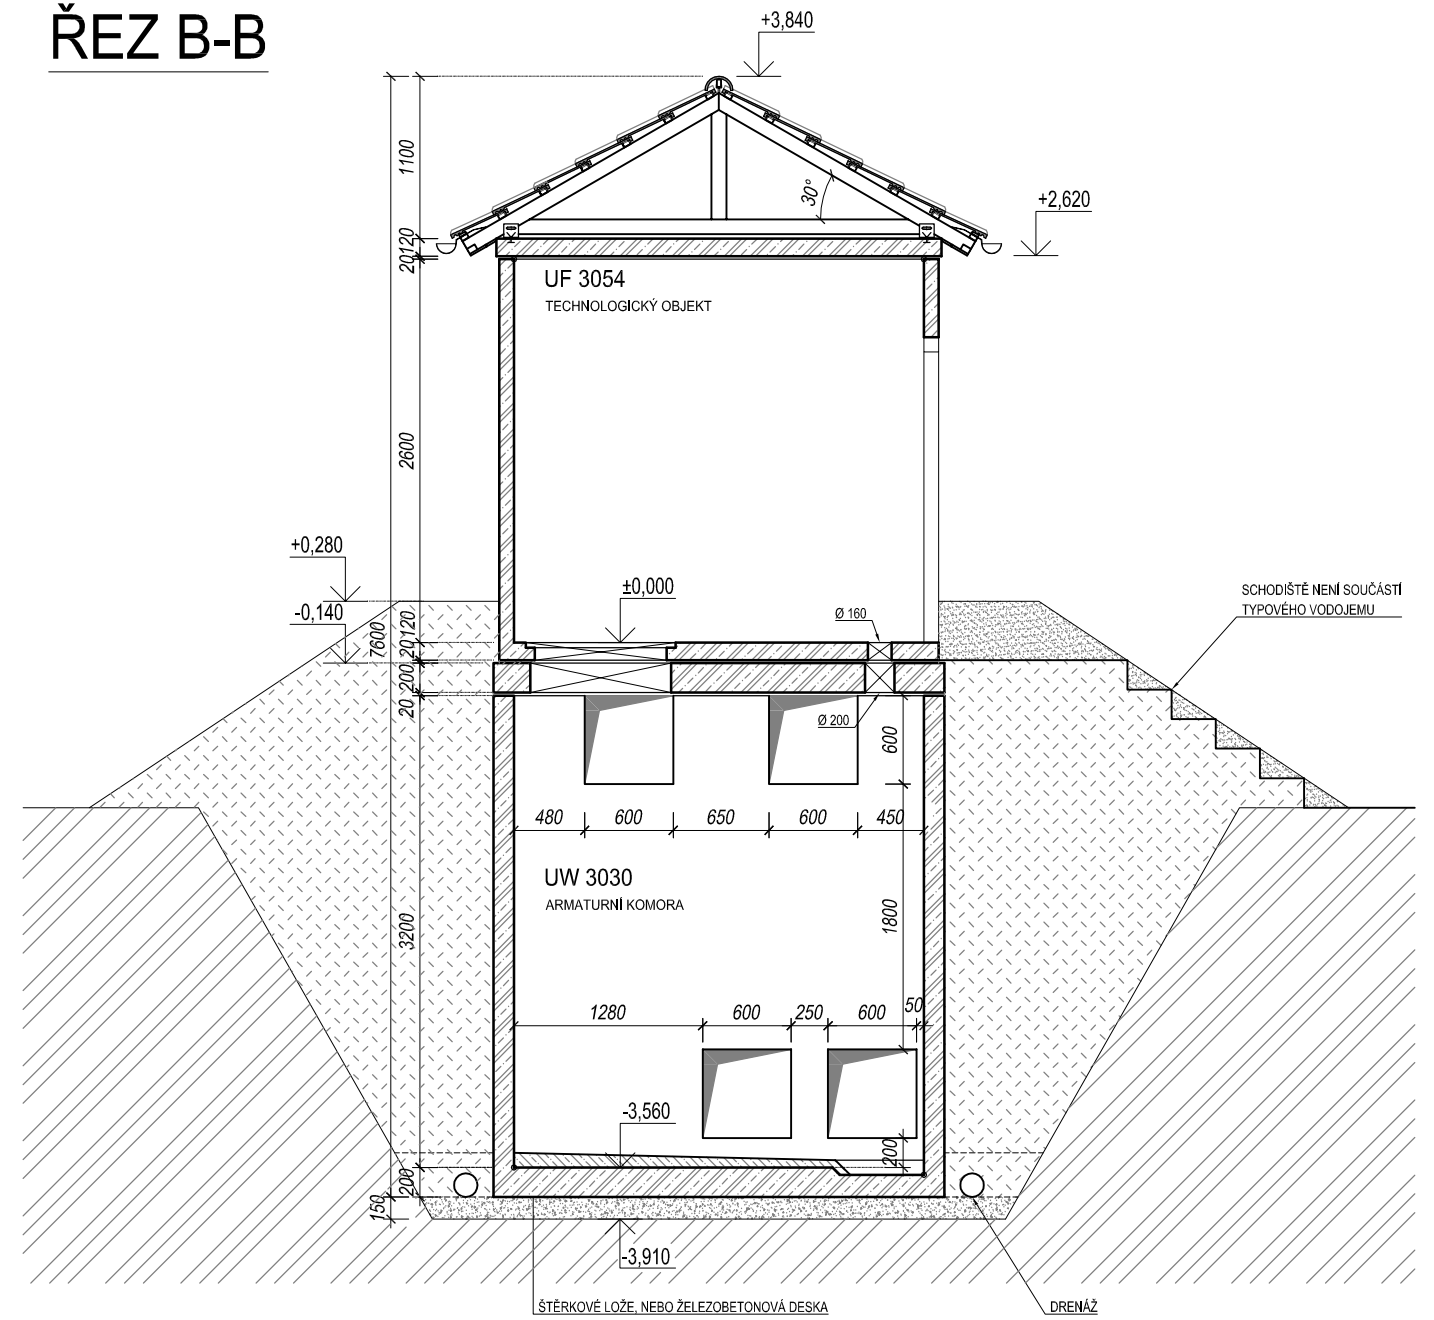 ŘEZ B-B
+3,840
1100
30°
+2,620
120
20
UF 3054
TECHNOLOGICKÝ OBJEKT
2600
+0,280
±0,000
-0,140
Ø 160
SCHODIŠTĚ NENÍ SOUČÁSTÍ
TYPOVÉHO VODOJEMU
7600
120
20
200
20
Ø 200
600
480 600 650 600 450
UW 3030
ARMATURNÍ KOMORA
3200
1800
1280 600 250 600 50
-3,560
200
200
150
-3,910
ŠTĚRKOVÉ LOŽE, NEBO ŽELEZOBETONOVÁ DESKA
DRENÁŽ